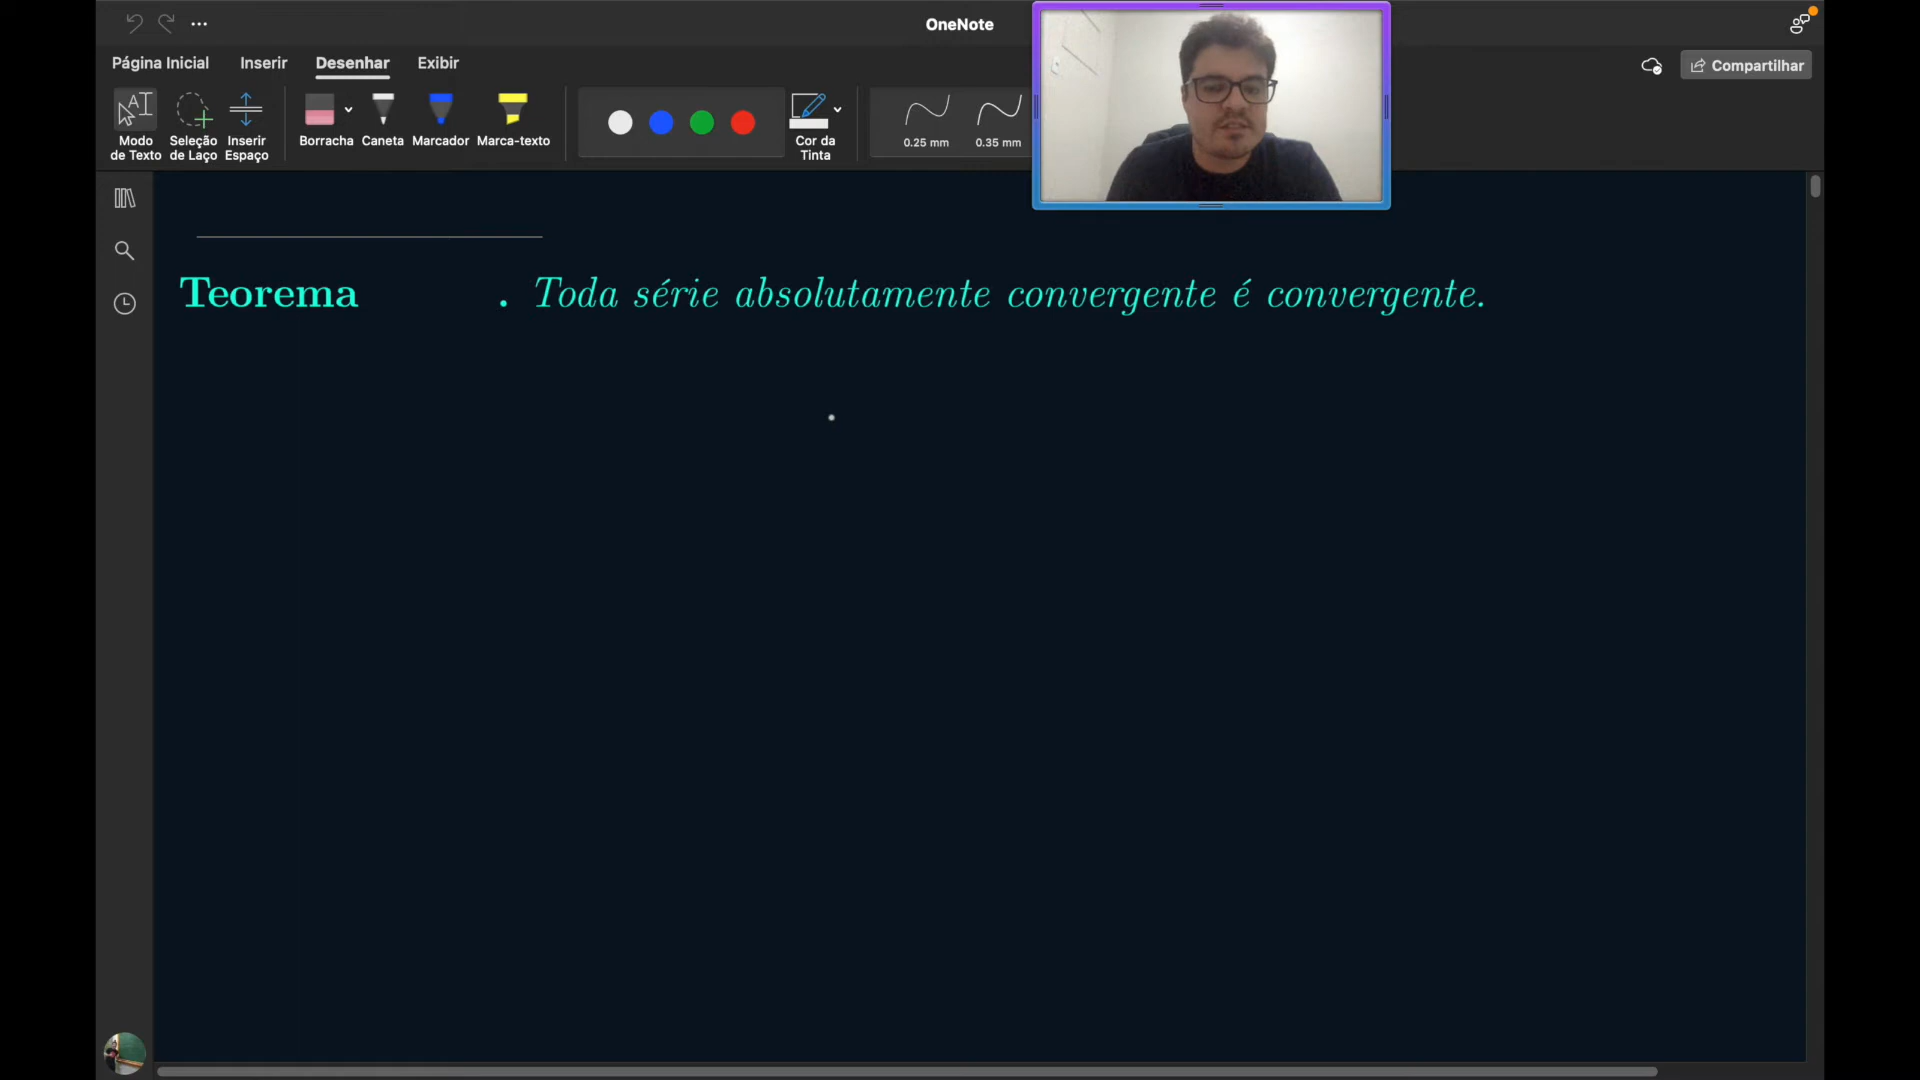 OneNote
Página Inicial Inserir Desenhar Exibir
Compartilhar
Modo de Texto
Seleção de Laço
Inserir Espaço
Borracha
Caneta
Marcador
Marca-texto
Cor da Tinta
0.25 mm
0.35 mm
Teorema . Toda série absolutamente convergente é convergente.